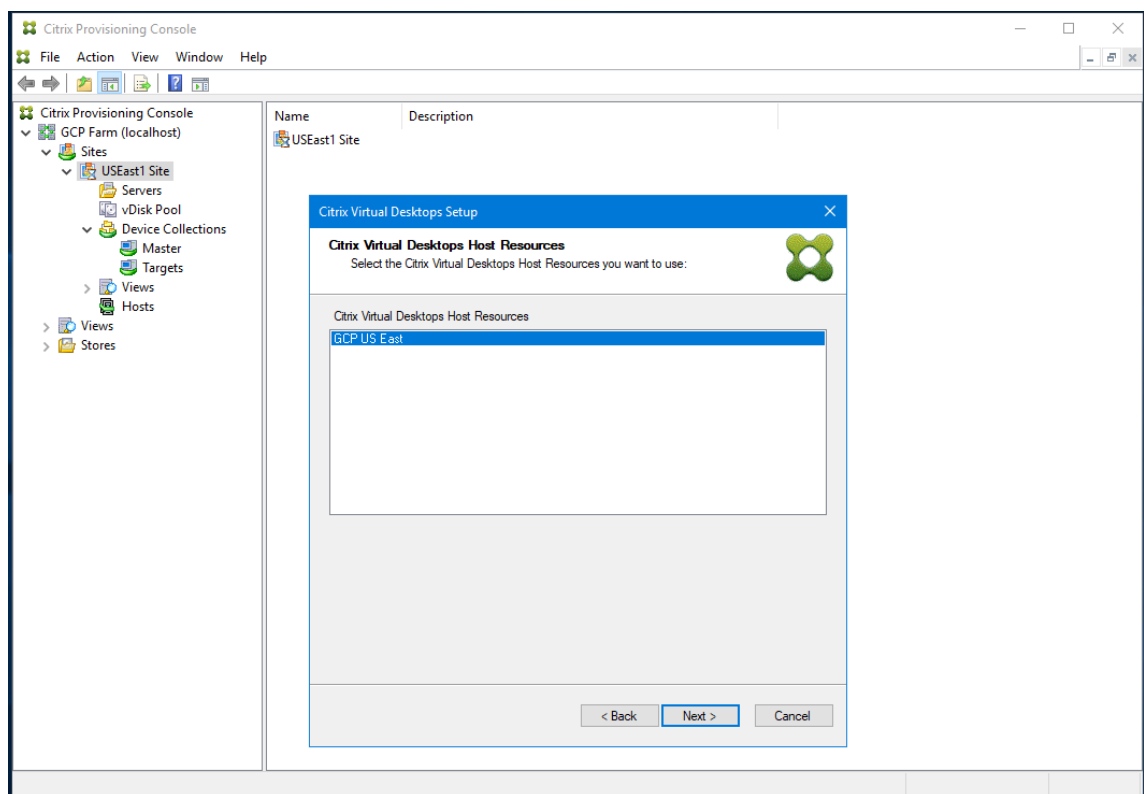 Citrix Provisioning Console
File Action View Window Help
Citrix Provisioning Console
GCP Farm (localhost)
Sites
USEast1 Site
Servers
vDisk Pool
Device Collections
Master
Targets
Views
Hosts
Views
Stores
Name Description
USEast1 Site
Citrix Virtual Desktops Setup
Citrix Virtual Desktops Host Resources
Select the Citrix Virtual Desktops Host Resources you want to use:
Citrix Virtual Desktops Host Resources
GCP US East
< Back Next > Cancel